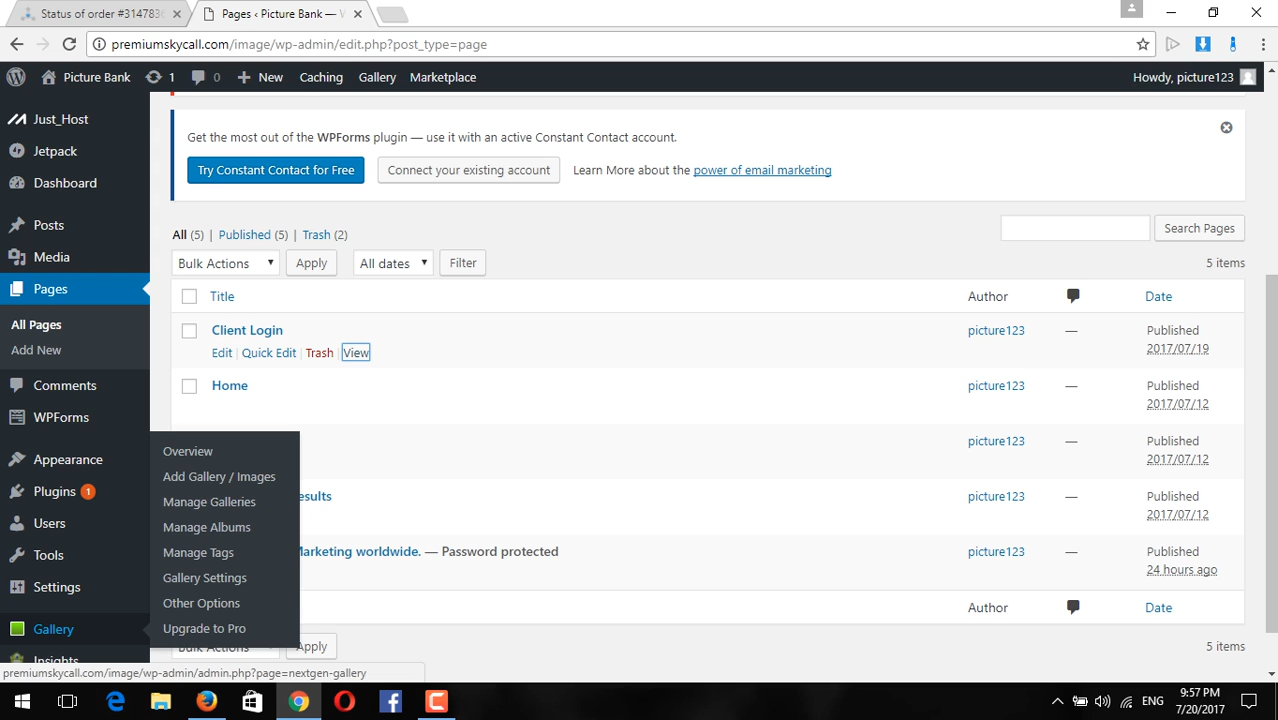 Status of order #3147836
Pages ‹ Picture Bank — W
premiumskycall.com/image/wp-admin/edit.php?post_type=page
Picture Bank
1
0
New
Caching
Gallery
Marketplace
Howdy, picture123
Just_Host
Jetpack
Dashboard
Posts
Media
Pages
All Pages
Add New
Comments
WPForms
Appearance
Plugins 1
Users
Tools
Settings
Gallery
Insights
Overview
Add Gallery / Images
Manage Galleries
Manage Albums
Manage Tags
Gallery Settings
Other Options
Upgrade to Pro
Get the most out of the WPForms plugin — use it with an active Constant Contact account.
Try Constant Contact for Free
Connect your existing account
Learn More about the power of email marketing
All (5) | Published (5) | Trash (2)
Search Pages
Bulk Actions
Apply
All dates
Filter
5 items
Title
Author
Date
Client Login
picture123
—
Published
2017/07/19
Edit | Quick Edit | Trash | View
Home
picture123
—
Published
2017/07/12
picture123
—
Published
2017/07/12
esults
picture123
—
Published
2017/07/12
Marketing worldwide. — Password protected
picture123
—
Published
24 hours ago
Author
Date
Bulk Actions
Apply
5 items
premiumskycall.com/image/wp-admin/admin.php?page=nextgen-gallery
ENG
9:57 PM
7/20/2017